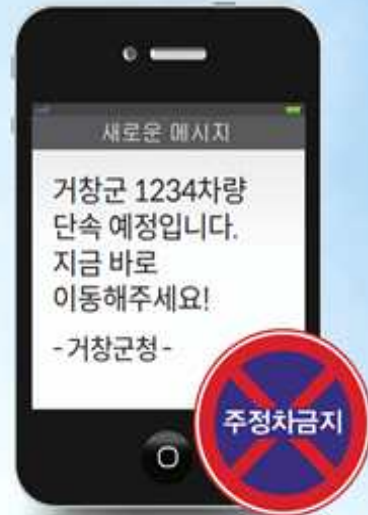 새로운 메시지
거창군 1234차량
단속 예정입니다.
지금 바로
이동해주세요!
- 거창군청 -
주정차금지